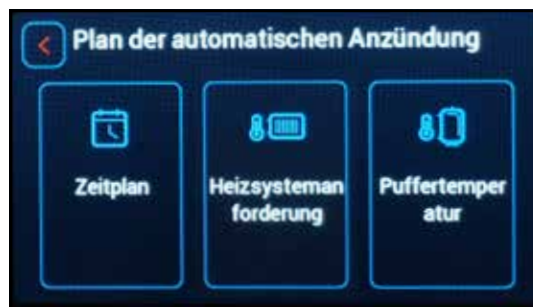 Plan der automatischen Anzündung
Zeitplan
Heizsysteman
forderung
Puffertemper
atur